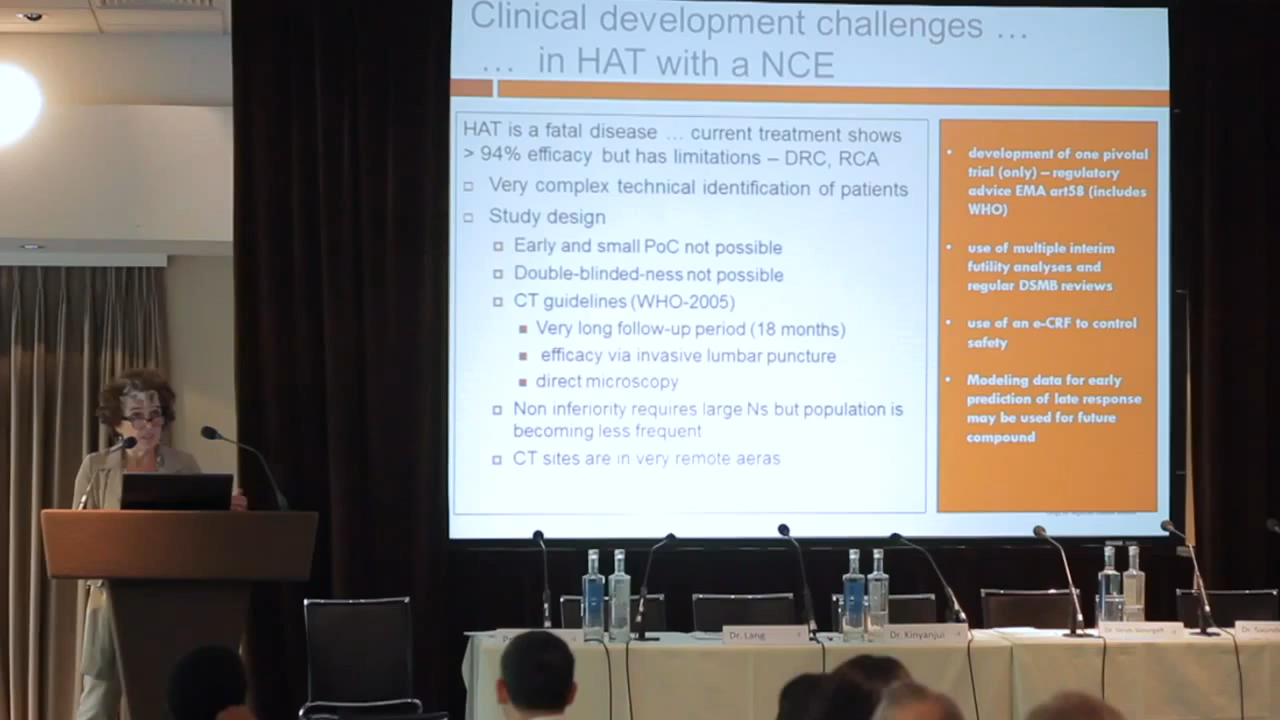 Clinical development challenges …
… in HAT with a NCE
HAT is a fatal disease … current treatment shows
> 94% efficacy but has limitations – DRC, RCA
Very complex technical identification of patients
Study design
Early and small PoC not possible
Double-blinded-ness not possible
CT guidelines (WHO-2005)
Very long follow-up period (18 months)
efficacy via invasive lumbar puncture
direct microscopy
Non inferiority requires large Ns but population is
becoming less frequent
CT sites are in very remote aeras
• development of one pivotal
trial (only) – regulatory
advice EMA art58 (includes
WHO)
• use of multiple interim
futility analyses and
regular DSMB reviews
• use of an e-CRF to control
safety
• Modeling data for early
prediction of late response
may be used for future
compound
Dr. Lang
Dr. Kinyanjui
Dr.
Dr.